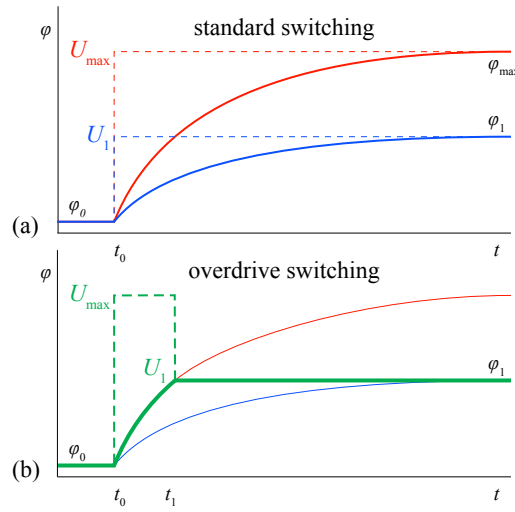 φ standard switching
U_max
φ_max
U_1 φ_1
φ_0
(a)
t_0 t
φ overdrive switching
U_max
U_1 φ_1
φ_0
(b)
t_0 t_1 t